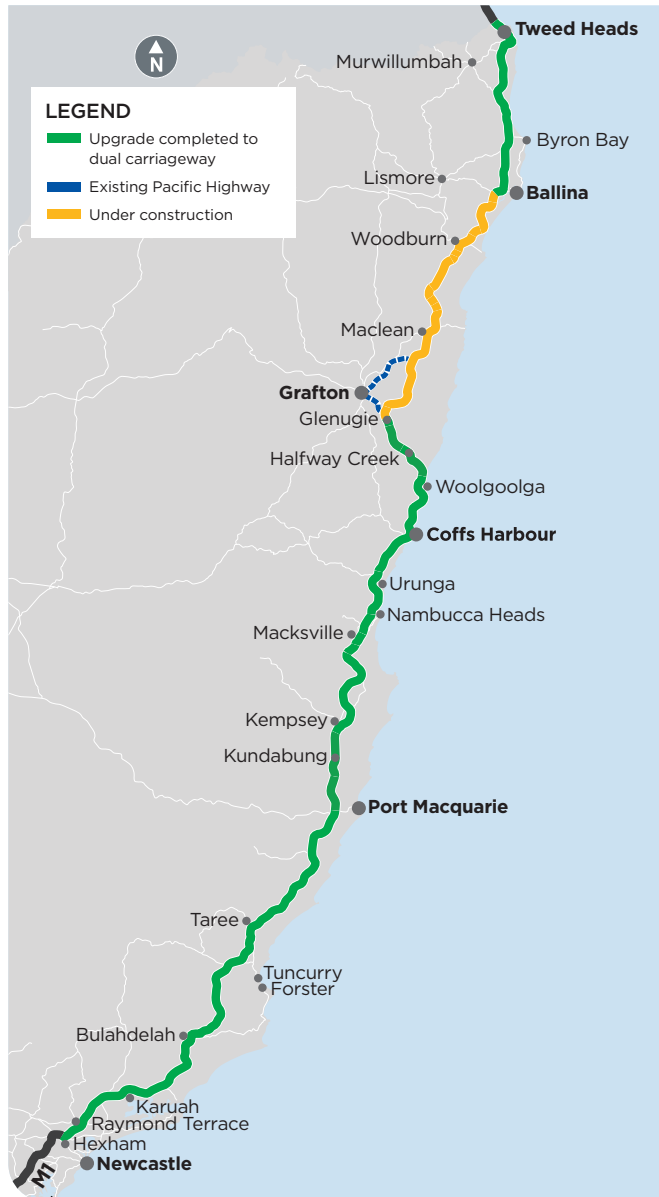 Tweed Heads
N
Murwillumbah
LEGEND
Upgrade completed to
dual carriageway
Existing Pacific Highway
Under construction
Byron Bay
Lismore
Ballina
Woodburn
Maclean
Grafton
Glenugie
Halfway Creek
Woolgoolga
Coffs Harbour
Urunga
Nambucca Heads
Macksville
Kempsey
Kundabung
Port Macquarie
Taree
Tuncurry
Forster
Bulahdelah
Karuah
Raymond Terrace
Hexham
Newcastle
M1